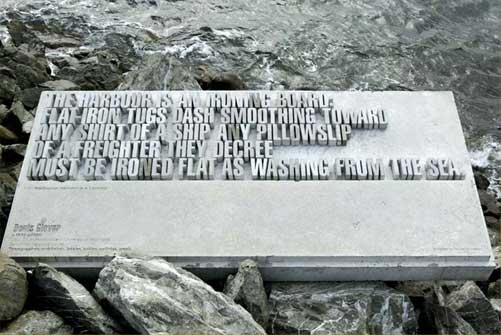 THE HARBOUR IS AN IRONING BOARD.
FLAT IRON TUGS DASH SMOOTHING TOWARD
ANY SHIRT OF A SHIP ANY PILLOWSLIP
OF A FREIGHTER THEY DECREE
MUST BE IRONED FLAT AS WASHING FROM THE SEA.
Denis Glover